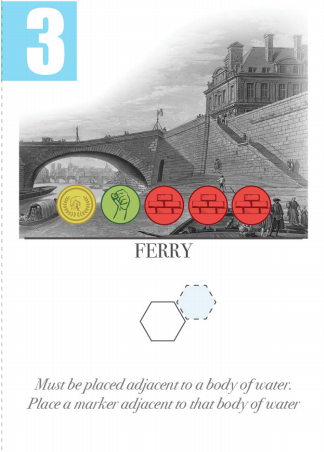 3
FERRY
Must be placed adjacent to a body of water.
Place a marker adjacent to that body of water